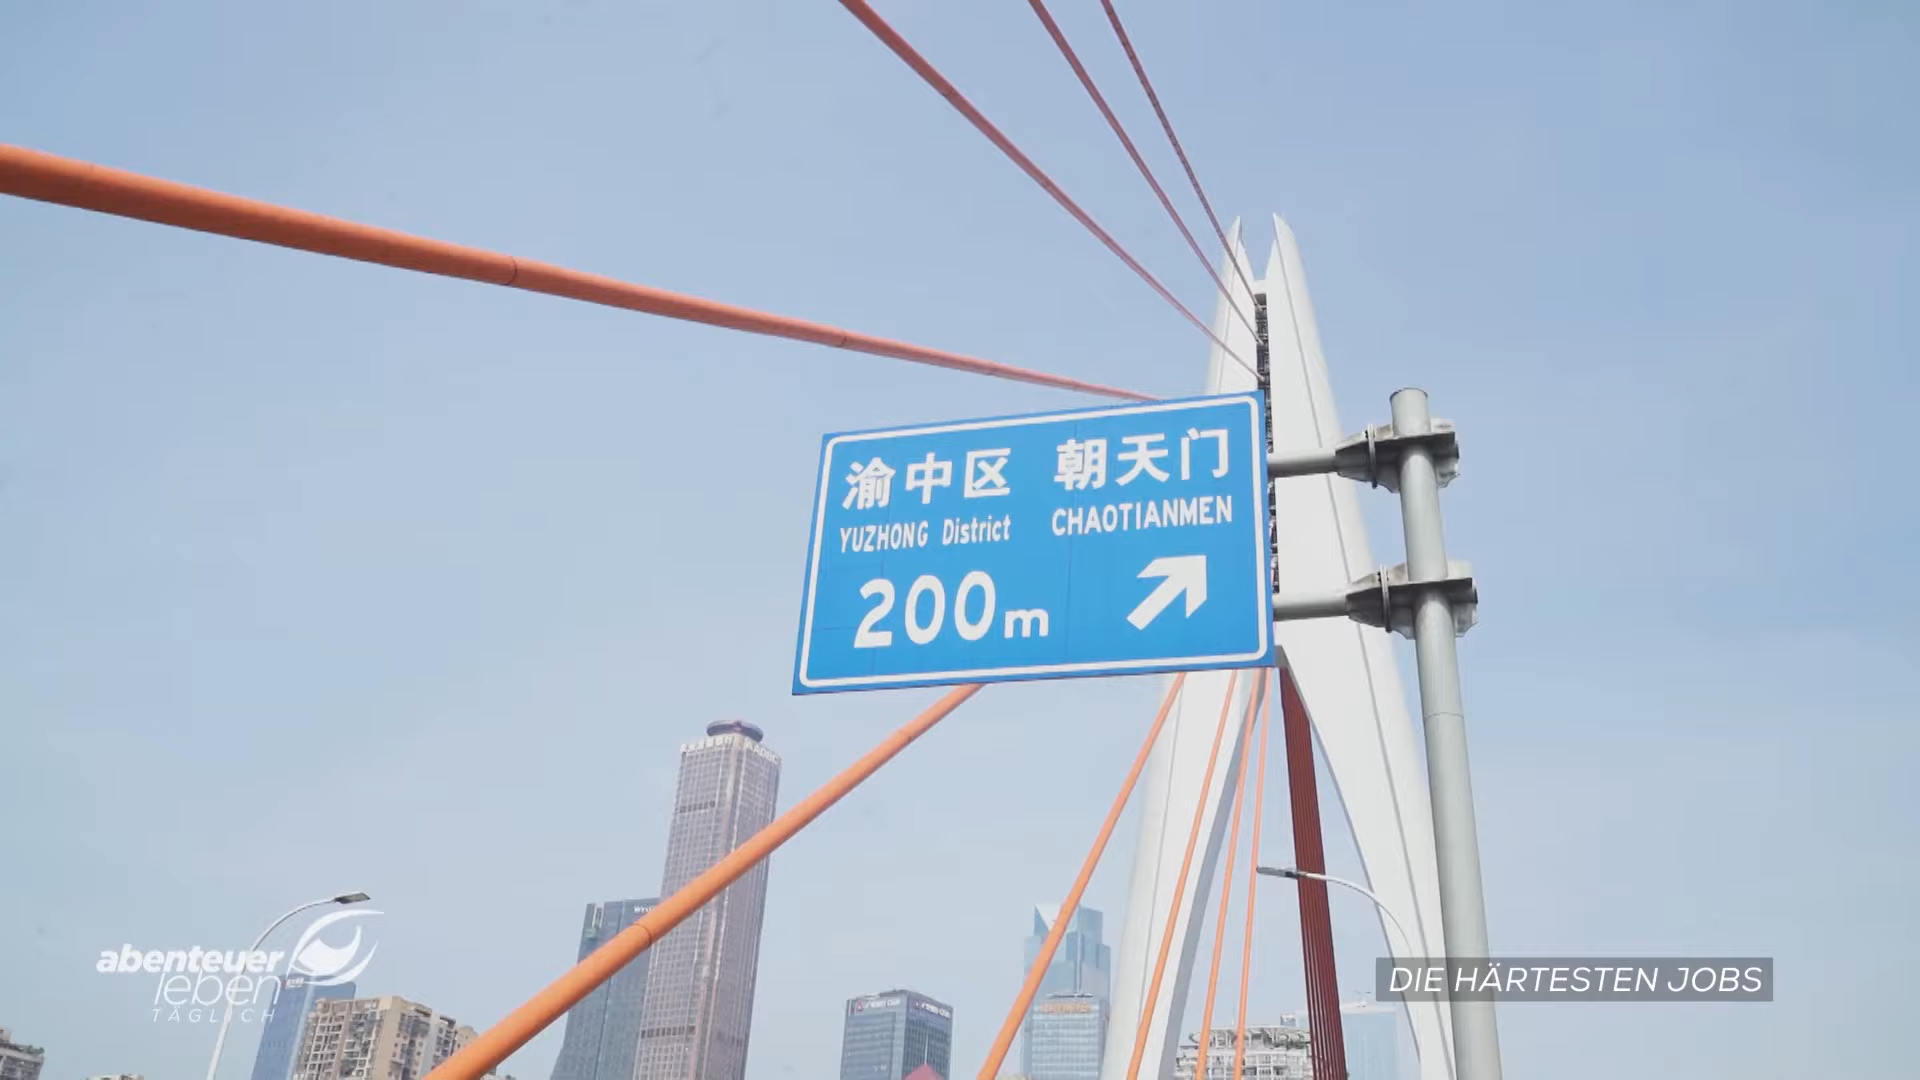 渝中区 朝天门
YUZHONG District CHAOTIANMEN
200m
abenteuer
leben
TÄGLICH
DIE HÄRTESTEN JOBS